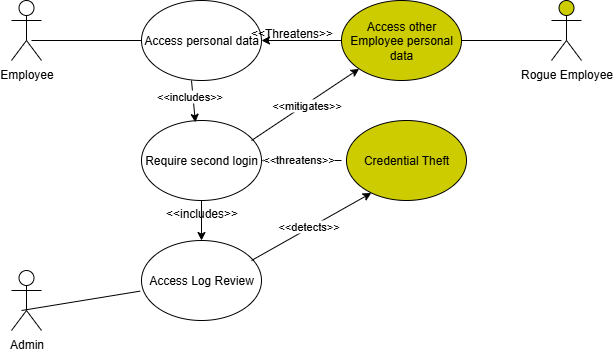 Employee
Access personal data
<<Threatens>>
Access other
Employee personal
data
Rogue Employee
<<includes>>
<<mitigates>>
Require second login
<<threatens>>
Credential Theft
<<includes>>
<<detects>>
Access Log Review
Admin